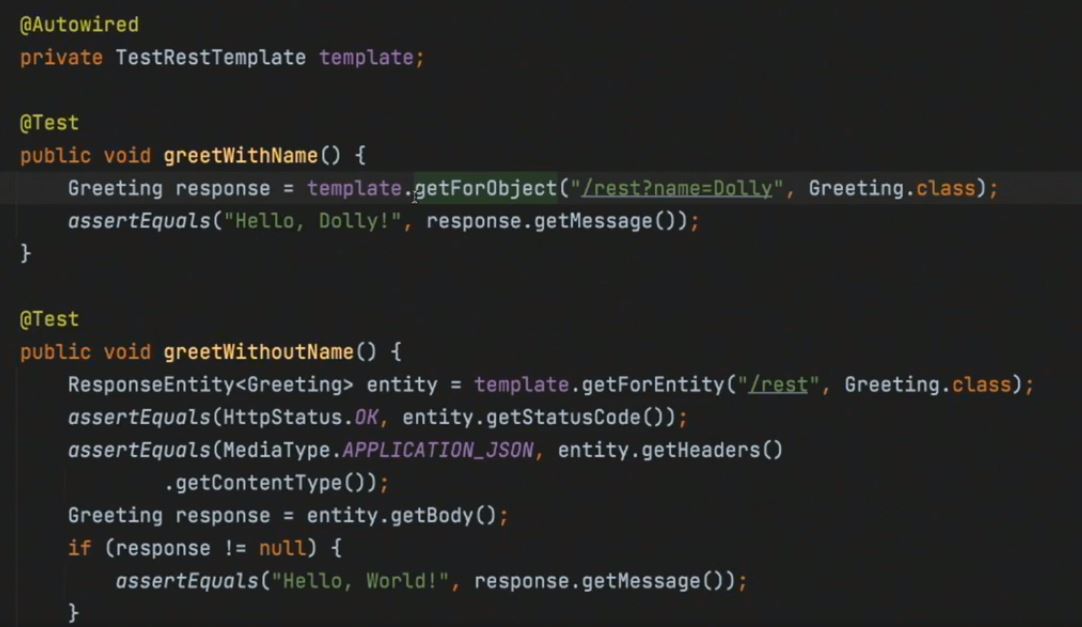 @Autowired
private TestRestTemplate template;
@Test
public void greetWithName() {
Greeting response = template.getForObject("/rest?name=Dolly", Greeting.class);
assertEquals("Hello, Dolly!", response.getMessage());
}
@Test
public void greetWithoutName() {
ResponseEntity<Greeting> entity = template.getForEntity("/rest", Greeting.class);
assertEquals(HttpStatus.OK, entity.getStatusCode());
assertEquals(MediaType.APPLICATION_JSON, entity.getHeaders()
.getContentType());
Greeting response = entity.getBody();
if (response != null) {
assertEquals("Hello, World!", response.getMessage());
}